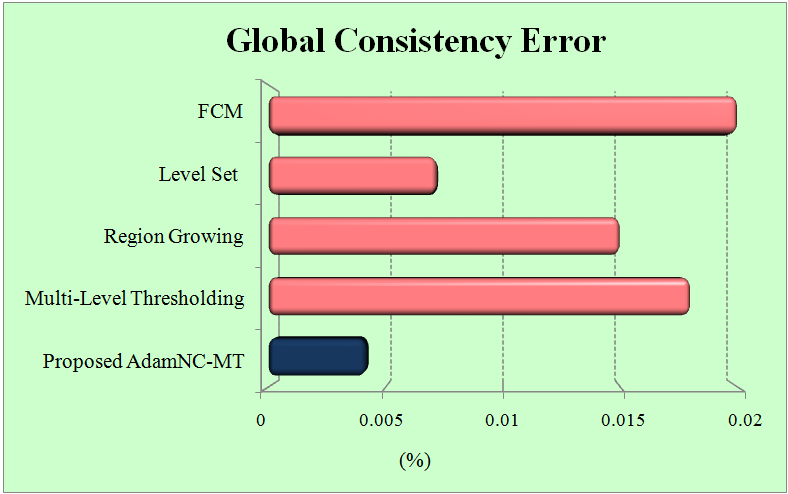 Global Consistency Error
FCM
Level Set
Region Growing
Multi-Level Thresholding
Proposed AdamNC-MT
0 0.005 0.01 0.015 0.02
(%)